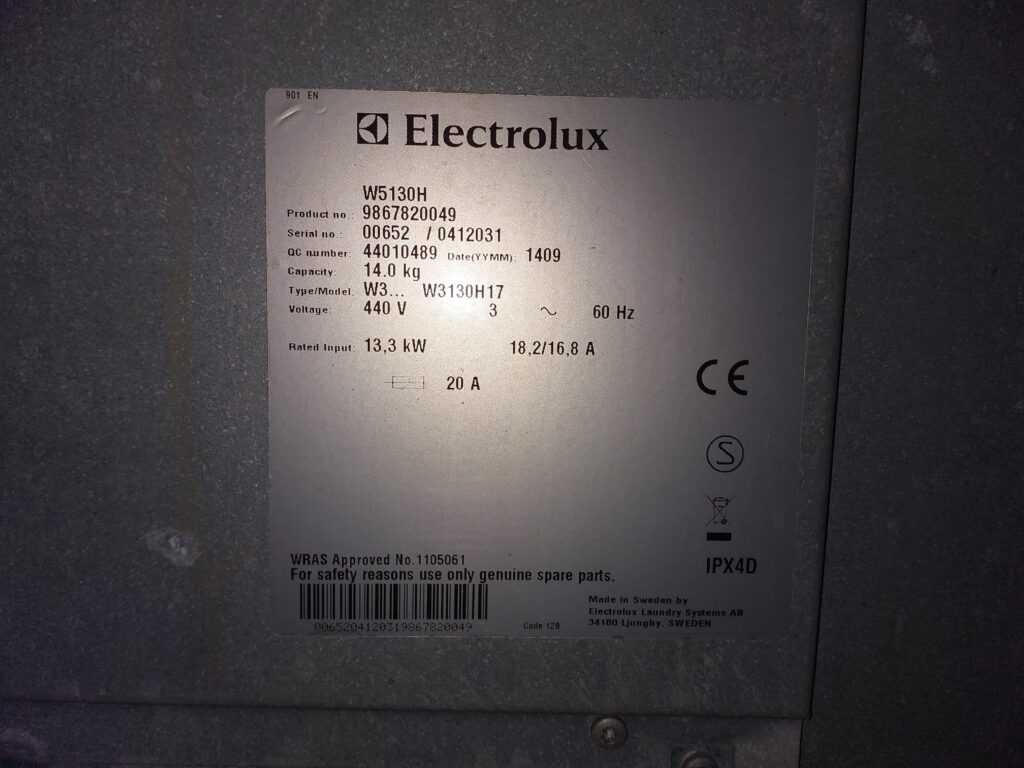 901 EN
Electrolux
W5130H
Product no.: 9867820049
Serial no.: 00652 / 0412031
QC number: 44010489 Date(YYMM): 1409
Capacity: 14.0 kg
Type/Model: W3... W3130H17
Voltage: 440 V 3 ~ 60 Hz
Rated Input: 13,3 kW 18,2/16,8 A
20 A
CE
S
IPX4D
WRAS Approved No.1105061
For safety reasons use only genuine spare parts.
0065204120319867820049
Code 128
Made in Sweden by
Electrolux Laundry Systems AB
34180 Ljungby, SWEDEN